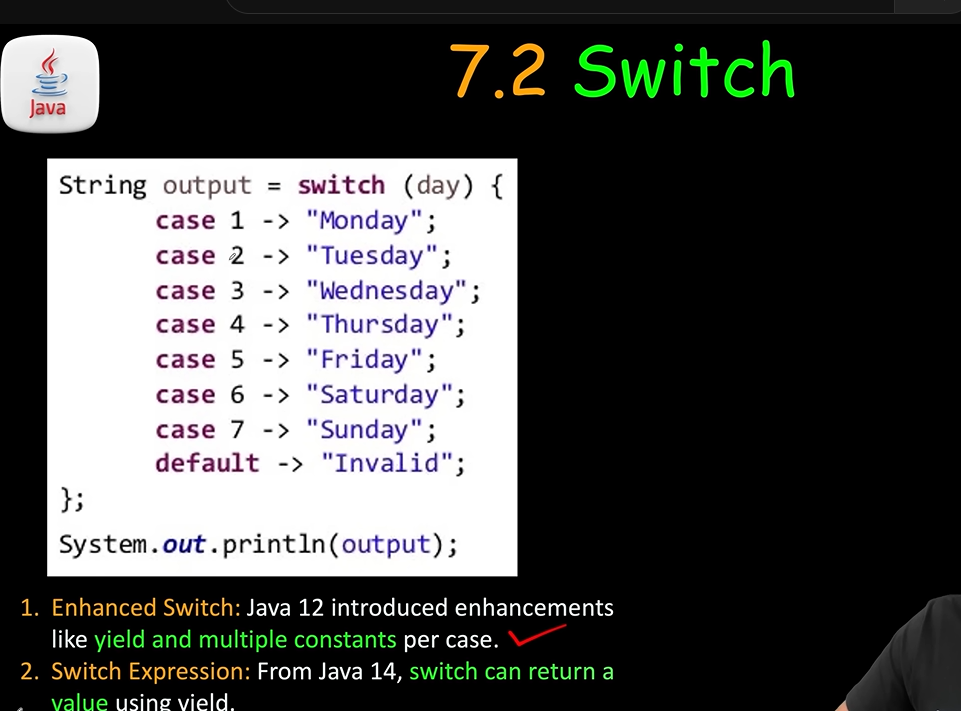 Java
7.2 Switch
String output = switch (day) {
case 1 -> "Monday";
case 2 -> "Tuesday";
case 3 -> "Wednesday";
case 4 -> "Thursday";
case 5 -> "Friday";
case 6 -> "Saturday";
case 7 -> "Sunday";
default -> "Invalid";
};
System.out.println(output);
1. Enhanced Switch: Java 12 introduced enhancements
like yield and multiple constants per case.
2. Switch Expression: From Java 14, switch can return a
value using yield.